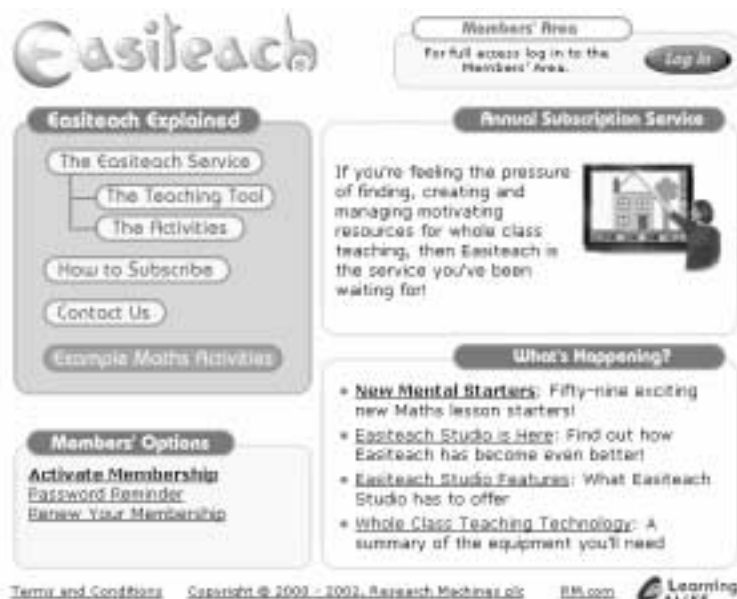 Easiteach
Members' Area
For full access log in to the
Members' Area.
Log in
Easiteach Explained
The Easiteach Service
The Teaching Tool
The Activities
How to Subscribe
Contact Us
Example Maths Activities
Members' Options
Activate Membership
Password Reminder
Renew Your Membership
Annual Subscription Service
If you're feeling the pressure
of finding, creating and
managing motivating
resources for whole class
teaching, then Easiteach is
the service you've been
waiting for!
What's Happening?
• New Mental Starters: Fifty-nine exciting
new Maths lesson starters!
• Easiteach Studio is Here: Find out how
Easiteach has become even better!
• Easiteach Studio Features: What Easiteach
Studio has to offer
• Whole Class Teaching Technology: A
summary of the equipment you'll need
Terms and Conditions Copyright © 2000 - 2002, Research Machines plc RM.com Learning